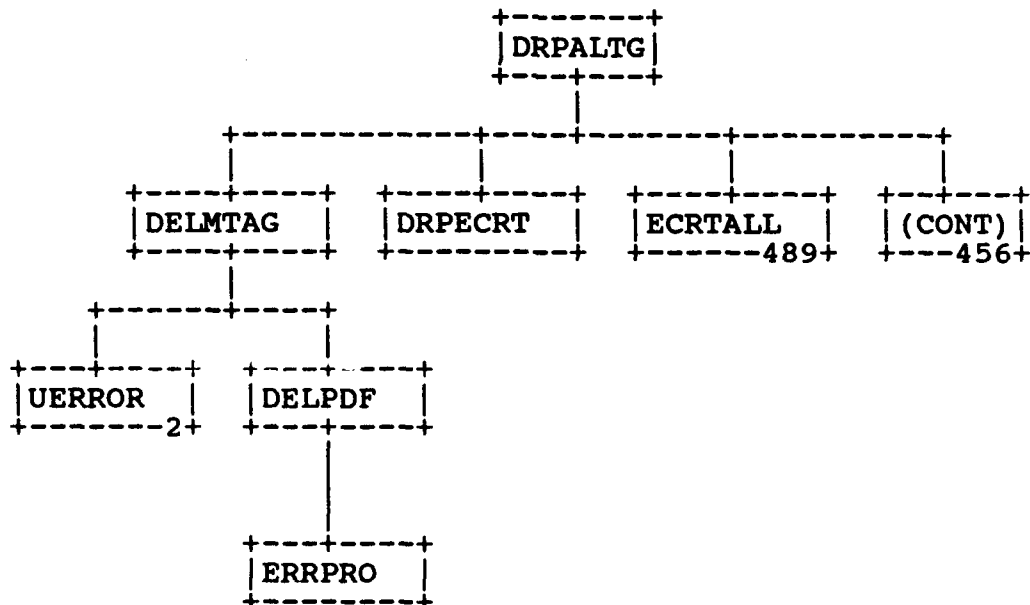 DRPALTG
DELMTAG DRPECRT ECRTALL (CONT)
489 456
UERROR DELPDF
2
ERRPRO